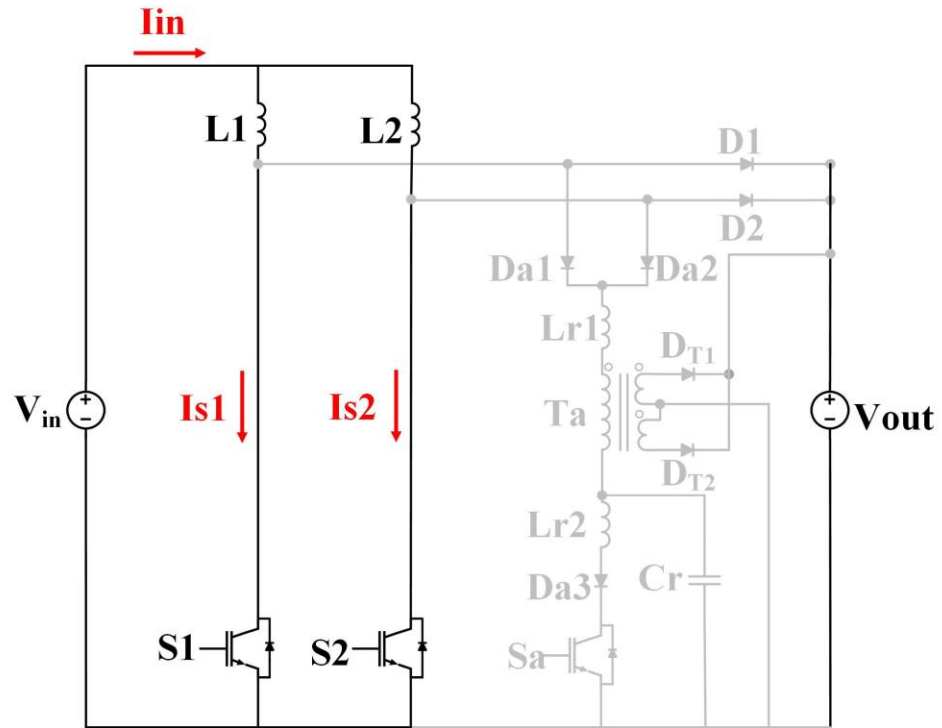 Iin
L1
L2
D1
D2
Da1
Da2
Lr1
DT1
Vin
Is1
Is2
Ta
Vout
DT2
Lr2
Da3
Cr
S1
S2
Sa